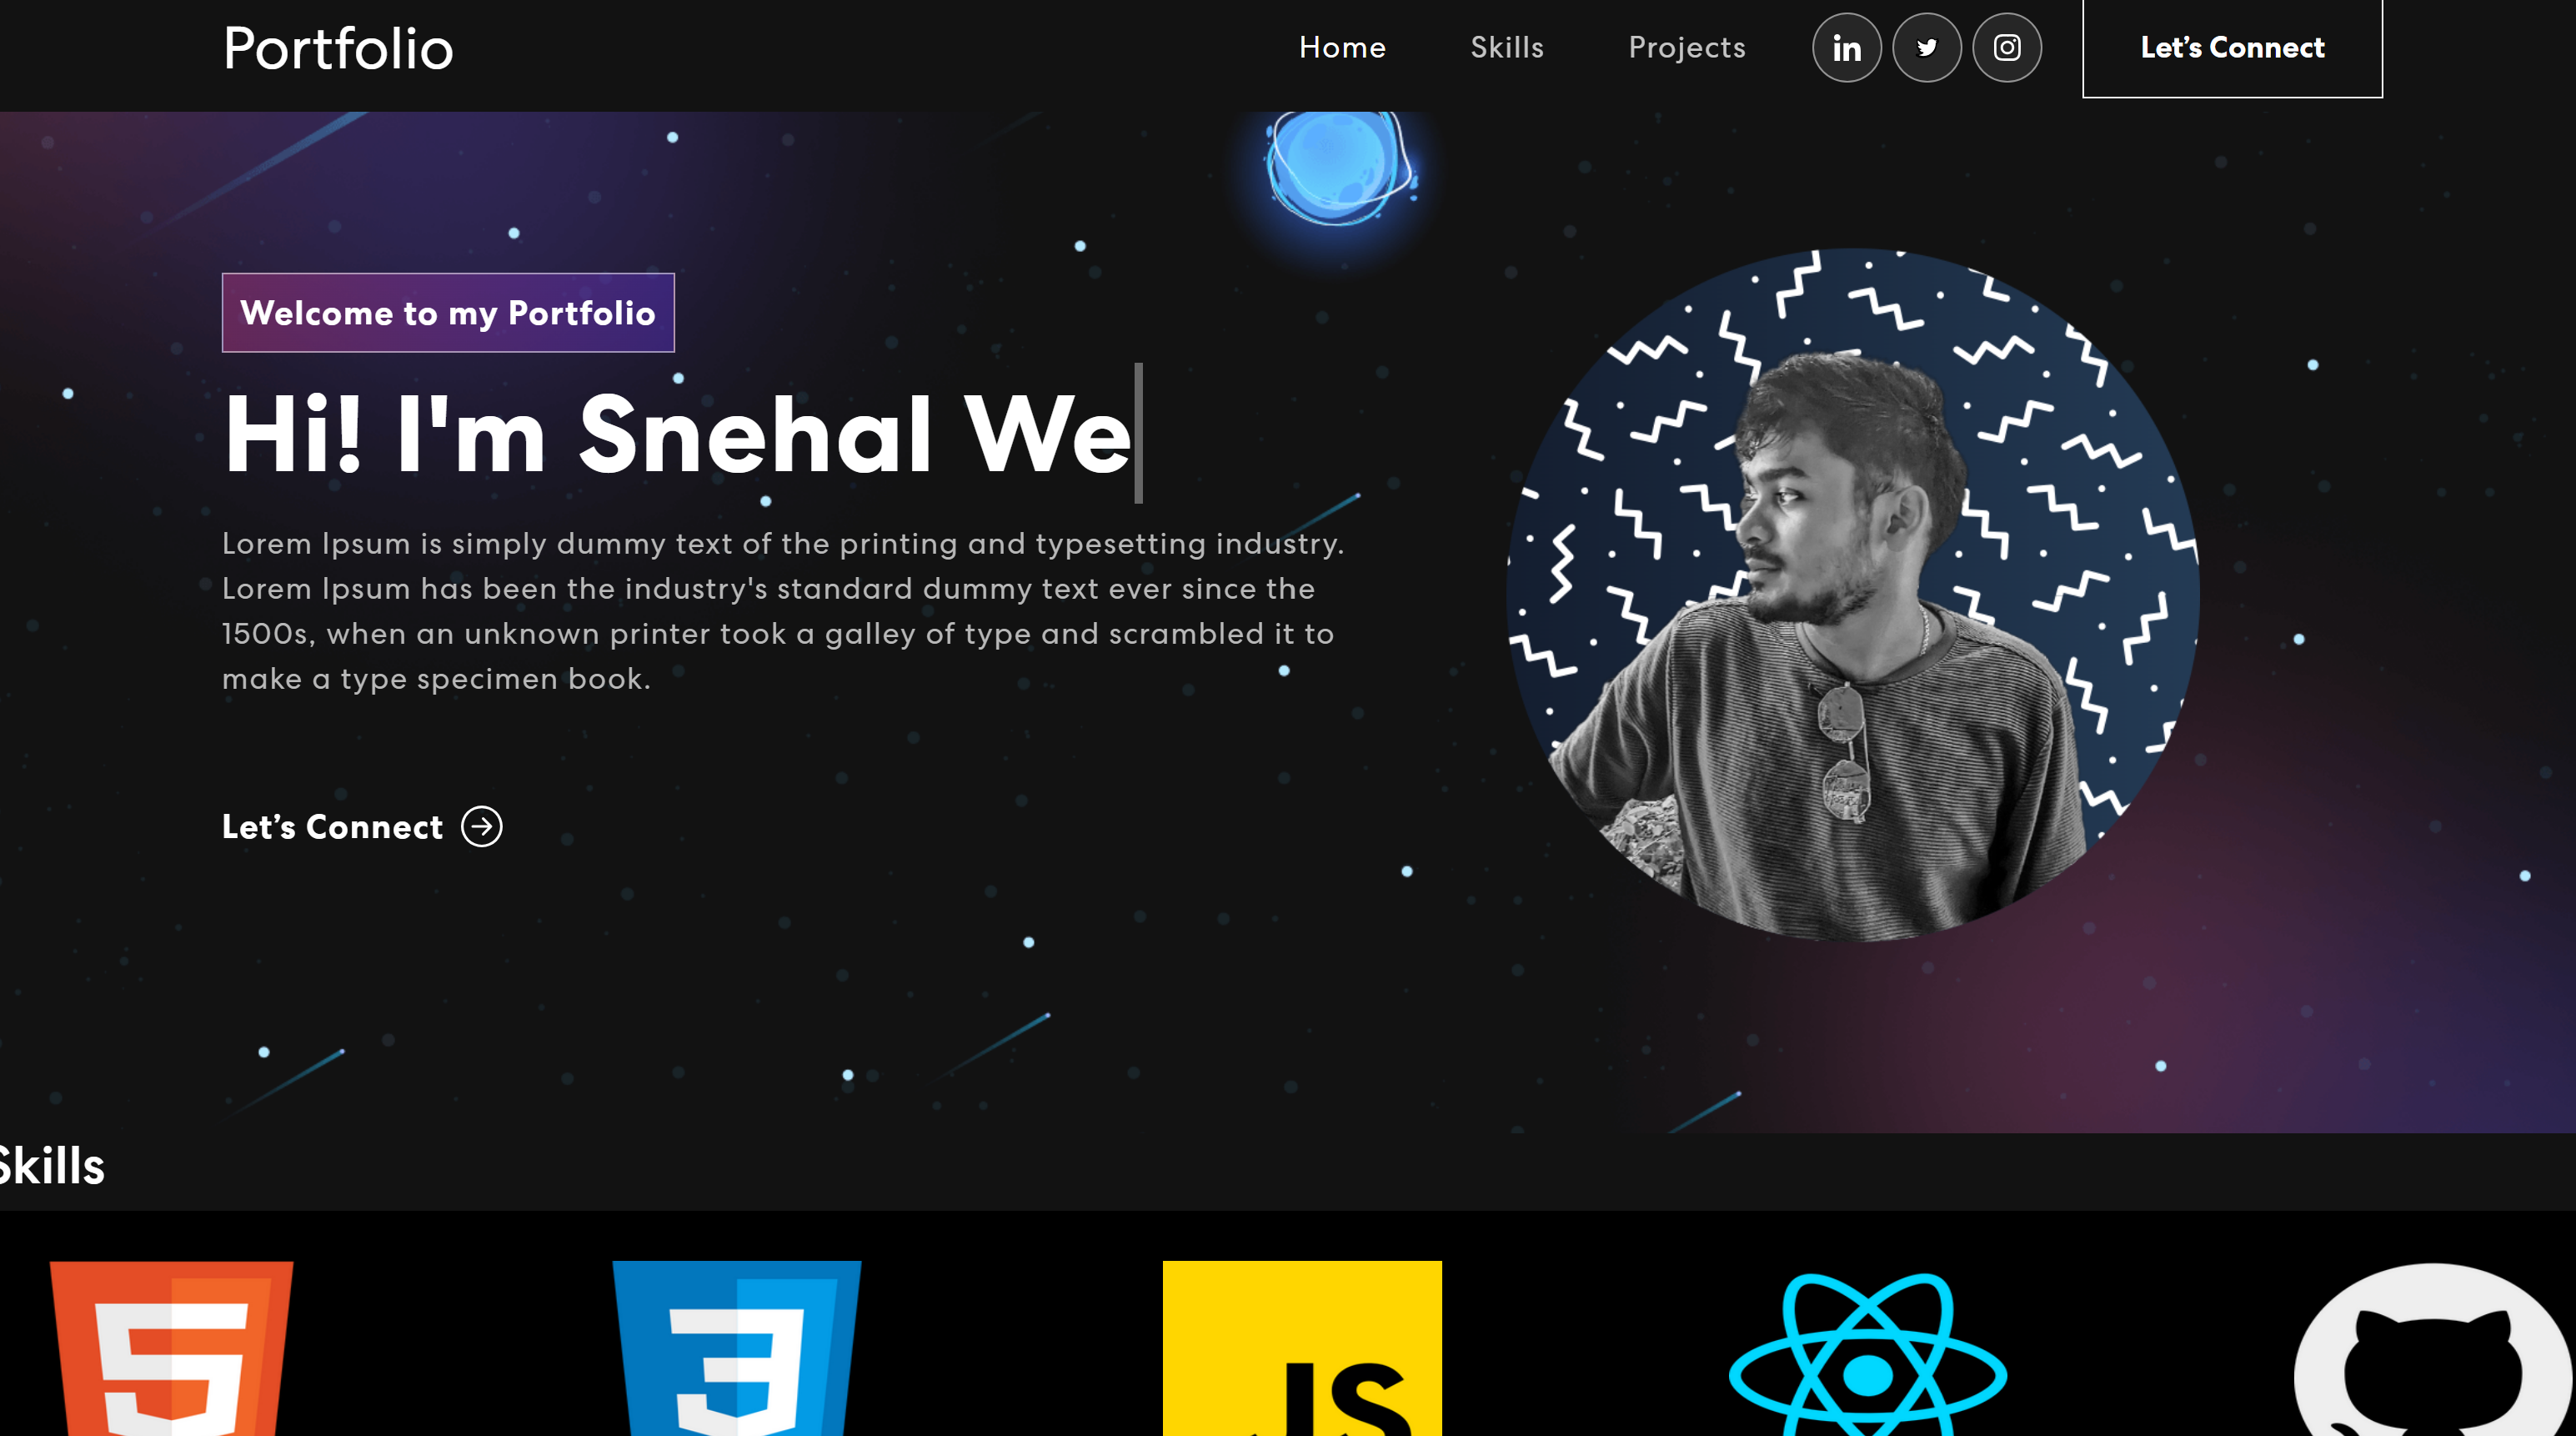 Portfolio
Home
Skills
Projects
in
Let's Connect
Welcome to my Portfolio
Hi! I'm Snehal We
Lorem Ipsum is simply dummy text of the printing and typesetting industry.
Lorem Ipsum has been the industry's standard dummy text ever since the
1500s, when an unknown printer took a galley of type and scrambled it to
make a type specimen book.
Let's Connect
Skills
JS